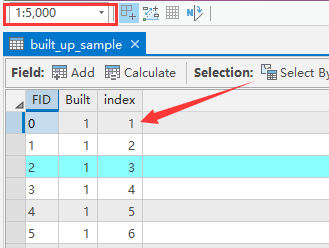 1:5,000
built_up_sample
Field: Add Calculate Selection: Select By
FID Built index
0 1 1
1 1 2
2 1 3
3 1 4
4 1 5
5 1 6